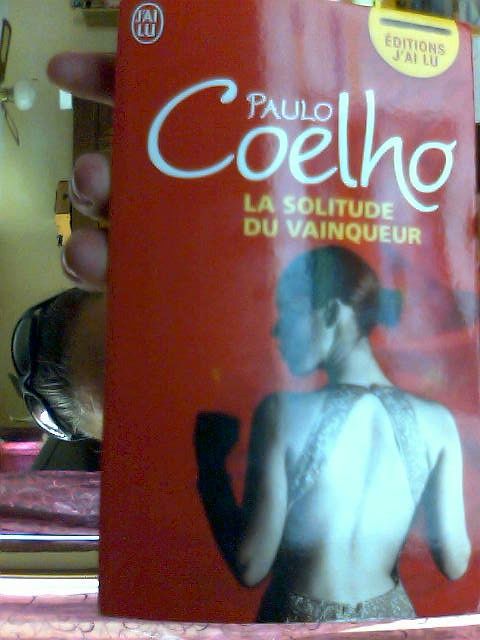 J'AI
LU
ÉDITIONS
J'AI LU
PAULO
Coelho
LA SOLITUDE
DU VAINQUEUR